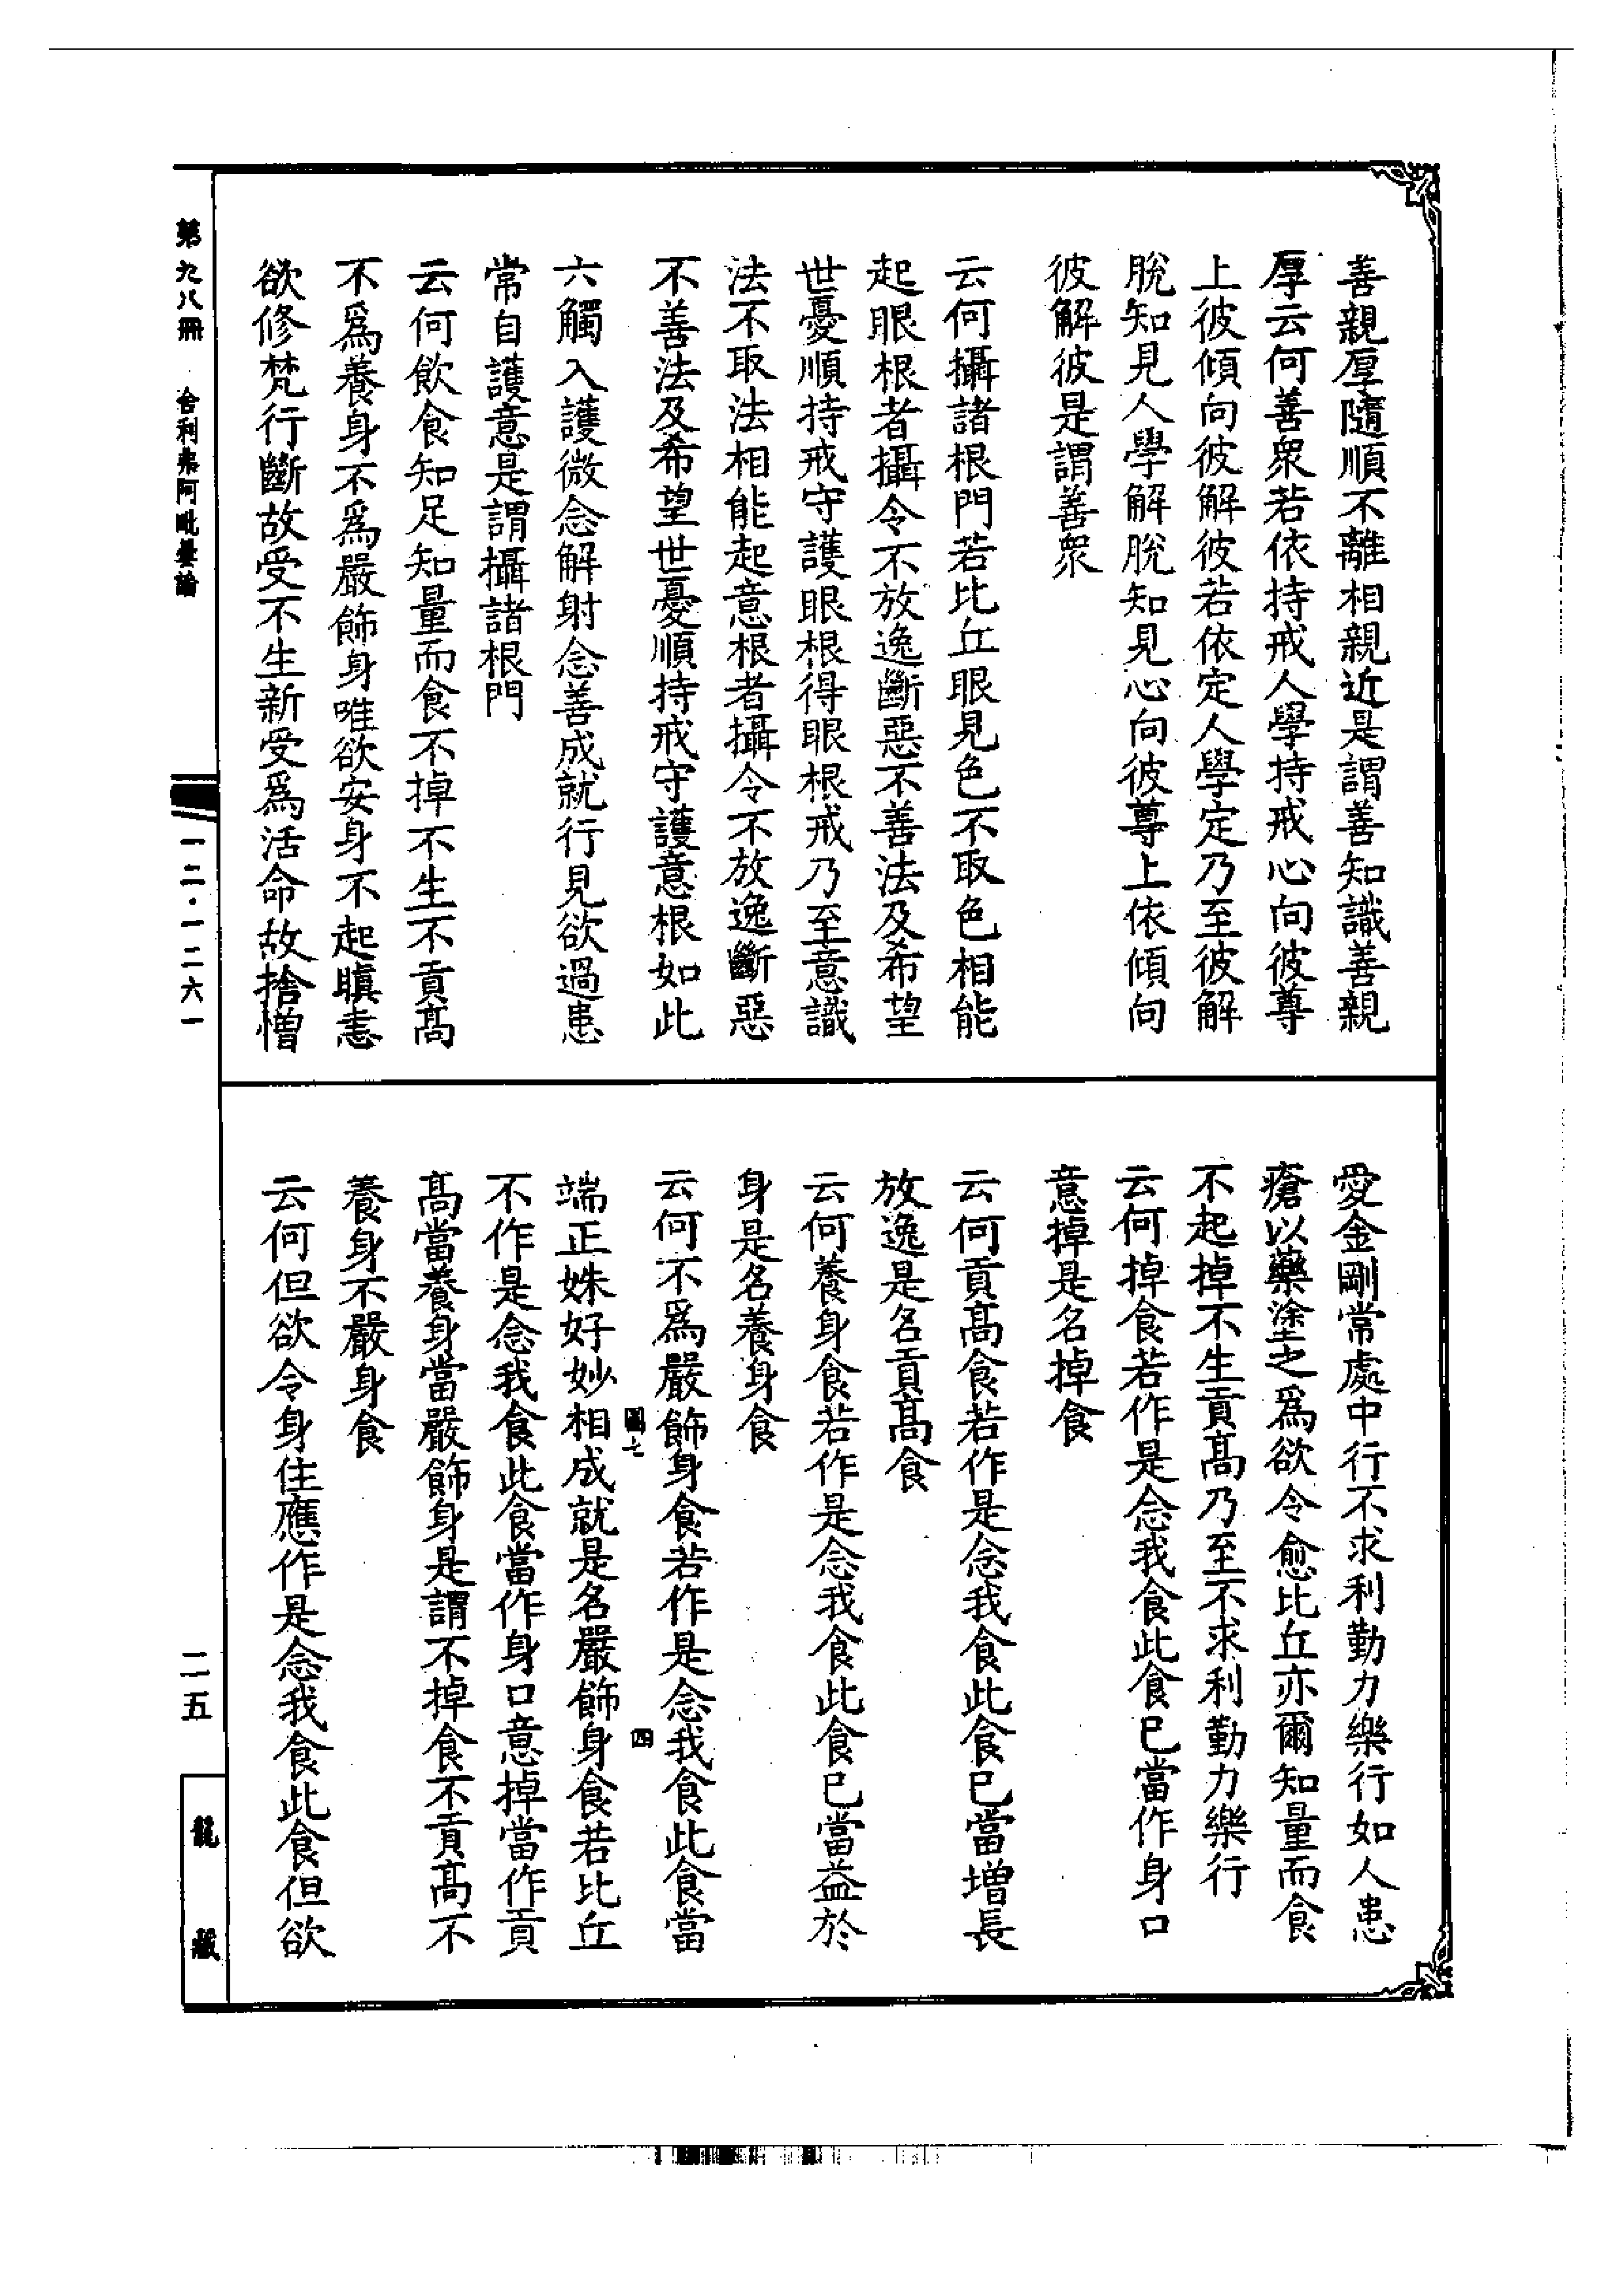 善親厚隨順不離相親近是謂善知識善親
厚云何善衆若依持戒人學持戒心向彼尊
上彼傾向彼解彼若依定人學定乃至彼解
脫知見人學解脫知見心向彼尊上依傾向
彼解彼是謂善衆
云何攝諸根門若比丘眼見色不取色相能
起眼根者攝令不放逸斷惡不善法及希望
世憂順持戒守護眼根得眼根戒乃至意識
法不取法相能起意根者攝令不放逸斷惡
不善法及希望世憂順持戒守護意根如此
六觸入護微念解射念善成就行見欲過患
常自護意是謂攝諸根門
云何飲食知足知量而食不掉不生不貢高
不爲養身不爲嚴飾身唯欲安身不起瞋恚
欲修梵行斷故受不生新受爲活命故捨憎
愛金剛常處中行不求利勤力樂行如人患
瘡以藥塗之爲欲令愈比丘亦爾知量而食
不起掉不生貢高乃至不求利勤力樂行
云何掉食若作是念我食此食已當作身口
意掉是名掉食
云何貢高食若作是念我食此食已當增長
放逸是名貢高食
云何養身食若作是念我食此食已當益於
身是名養身食
云何不爲嚴飾身食若作是念我食此食當
端正姝好妙相成就是名嚴飾身食若比丘
不作是念我食此食當作身口意掉當作貢
高當養身當嚴飾身是謂不掉食不貢高不
養身不嚴身食
云何但欲令身住應作是念我食此食但欲
圖七
四
第九八冊 舍利弗阿毗曇論
一二·一二六一
二五
龍藏